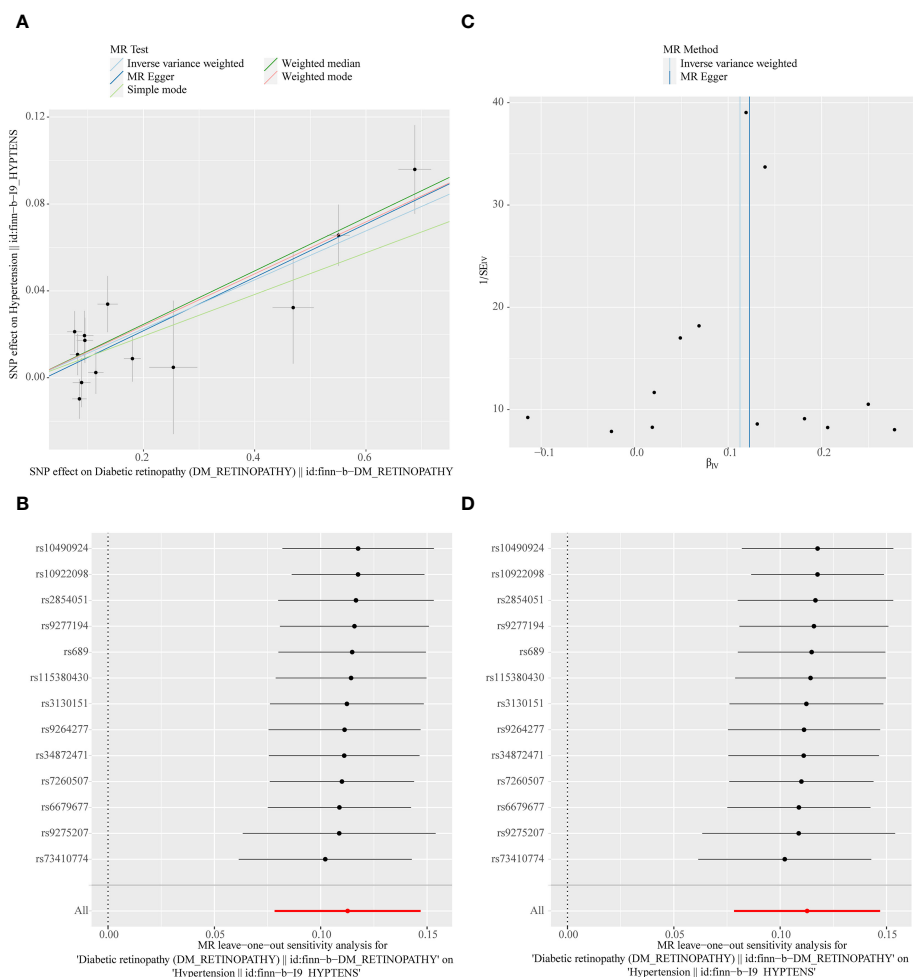 A
MR Test
Inverse variance weighted
MR Egger
Simple mode
Weighted median
Weighted mode
SNP effect on Hypertension || id:finn−b−I9_HYPTENS
0.12
0.08
0.04
0.00
0.2
0.4
0.6
SNP effect on Diabetic retinopathy (DM_RETINOPATHY) || id:finn−b−DM_RETINOPATHY
C
MR Method
Inverse variance weighted
MR Egger
1/SEIV
40
30
20
10
−0.1
0.0
0.1
0.2
βIV
B
rs10490924
rs10922098
rs2854051
rs9277194
rs689
rs115380430
rs3130151
rs9264277
rs34872471
rs7260507
rs6679677
rs9275207
rs73410774
All
0.00
0.05
0.10
0.15
MR leave−one−out sensitivity analysis for
'Diabetic retinopathy (DM_RETINOPATHY) || id:finn−b−DM_RETINOPATHY' on
'Hypertension || id:finn−b−I9_HYPTENS'
D
rs10490924
rs10922098
rs2854051
rs9277194
rs689
rs115380430
rs3130151
rs9264277
rs34872471
rs7260507
rs6679677
rs9275207
rs73410774
All
0.00
0.05
0.10
0.15
MR leave−one−out sensitivity analysis for
'Diabetic retinopathy (DM_RETINOPATHY) || id:finn−b−DM_RETINOPATHY' on
'Hypertension || id:finn−b−I9_HYPTENS'